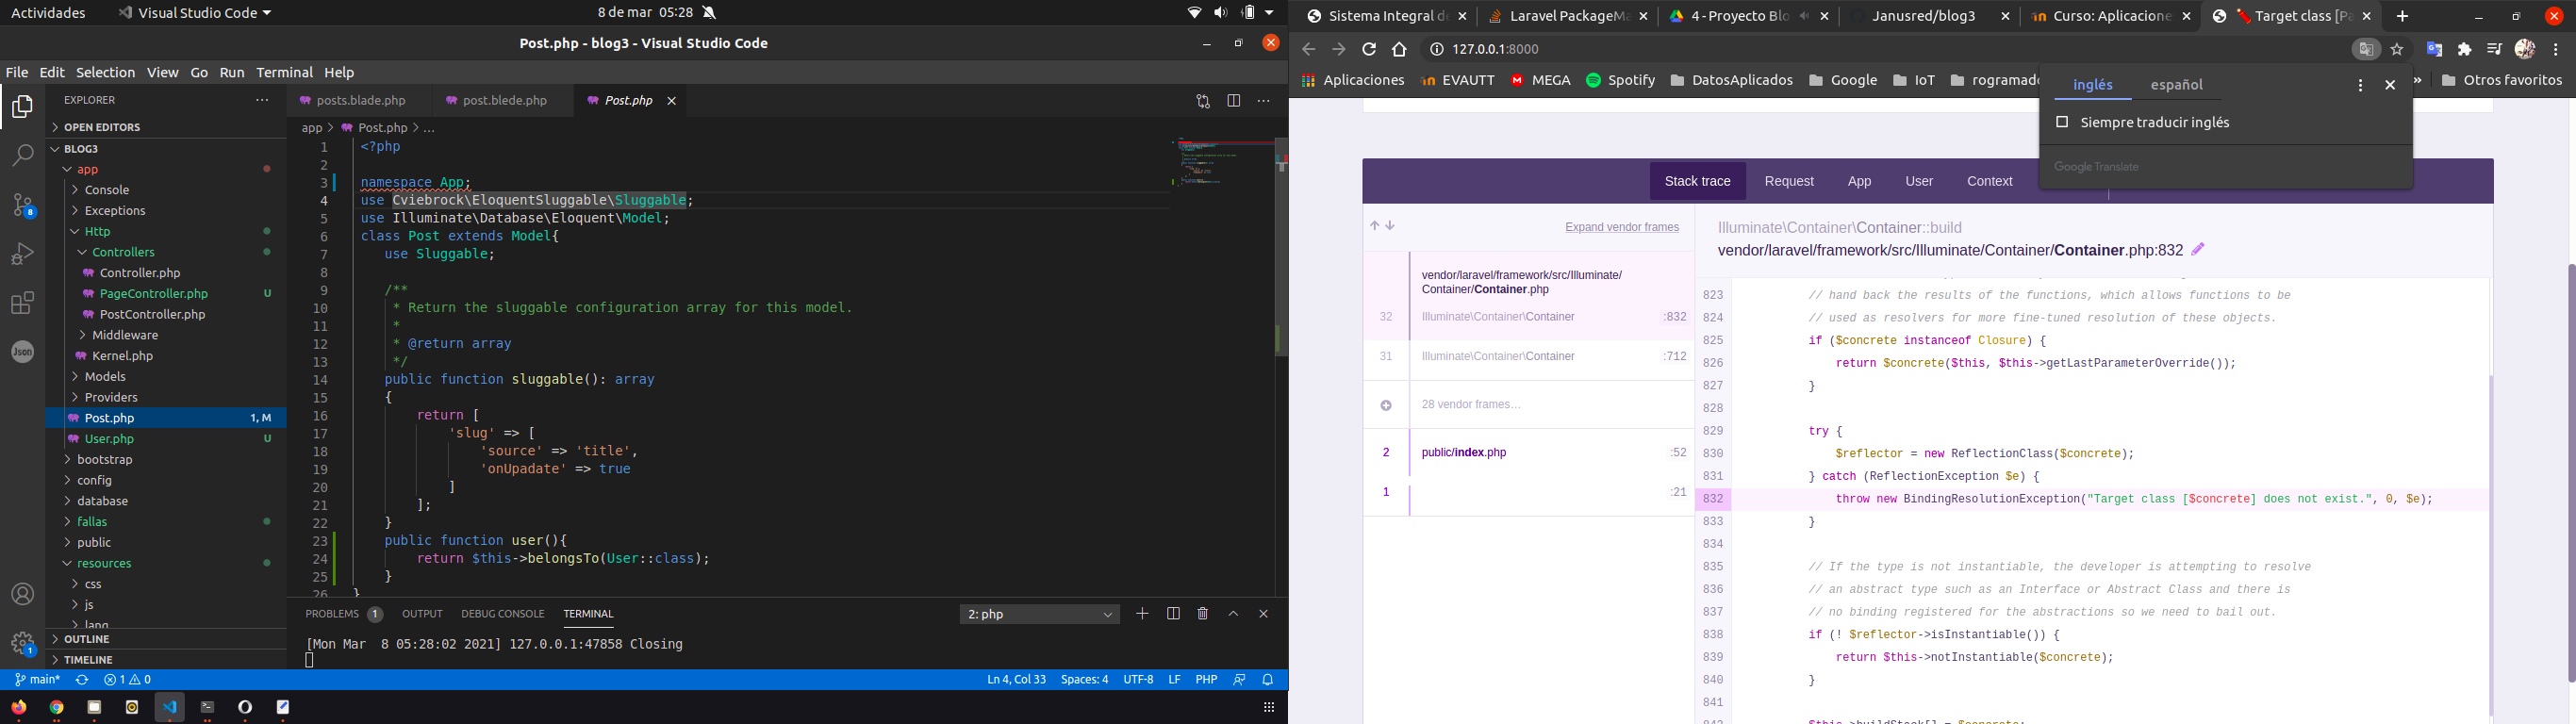 Actividades
Visual Studio Code
8 de mar 05:28
Post.php - blog3 - Visual Studio Code
File Edit Selection View Go Run Terminal Help
EXPLORER
OPEN EDITORS
BLOG3
app
Console
Exceptions
Http
Controllers
Controller.php
PageController.php U
PostController.php
Middleware
Kernel.php
Models
Providers
Post.php 1, M
User.php U
bootstrap
config
database
fallas
public
resources
css
js
lang
OUTLINE
TIMELINE
8
Json
1
posts.blade.php
post.blede.php
Post.php
app > Post.php > ...
1 <?php
2
3 namespace App;
4 use Cviebrock\EloquentSluggable\Sluggable;
5 use Illuminate\Database\Eloquent\Model;
6 class Post extends Model{
7 use Sluggable;
8
9 /**
10 * Return the sluggable configuration array for this model.
11 *
12 * @return array
13 */
14 public function sluggable(): array
15 {
16 return [
17 'slug' => [
18 'source' => 'title',
19 'onUpadate' => true
20 ]
21 ];
22 }
23 public function user(){
24 return $this->belongsTo(User::class);
25 }
26 }
PROBLEMS 1 OUTPUT DEBUG CONSOLE TERMINAL
2: php
[Mon Mar  8 05:28:02 2021] 127.0.0.1:47858 Closing
main* 1 0
Ln 4, Col 33 Spaces: 4 UTF-8 LF PHP
Sistema Integral de
Laravel PackageMa
4 - Proyecto Blo
Janusred/blog3
Curso: Aplicacione
Target class [Pa
127.0.0.1:8000
Aplicaciones EVAUTT MEGA Spotify DatosAplicados Google IoT rogramado
» Otros favoritos
inglés español
Siempre traducir inglés
Google Translate
Stack trace Request App User Context
Expand vendor frames
vendor/laravel/framework/src/Illuminate/
Container/Container.php
32 Illuminate\Container\Container :832
31 Illuminate\Container\Container :712
28 vendor frames…
2 public/index.php :52
1 :21
Illuminate\Container\Container::build
vendor/laravel/framework/src/Illuminate/Container/Container.php:832
823 // hand back the results of the functions, which allows functions to be
824 // used as resolvers for more fine-tuned resolution of these objects.
825 if ($concrete instanceof Closure) {
826 return $concrete($this, $this->getLastParameterOverride());
827 }
828
829 try {
830 $reflector = new ReflectionClass($concrete);
831 } catch (ReflectionException $e) {
832 throw new BindingResolutionException("Target class [$concrete] does not exist.", 0, $e);
833 }
834
835 // If the type is not instantiable, the developer is attempting to resolve
836 // an abstract type such as an Interface or Abstract Class and there is
837 // no binding registered for the abstractions so we need to bail out.
838 if (! $reflector->isInstantiable()) {
839 return $this->notInstantiable($concrete);
840 }
841
842 $this->buildStack[] = $concrete;